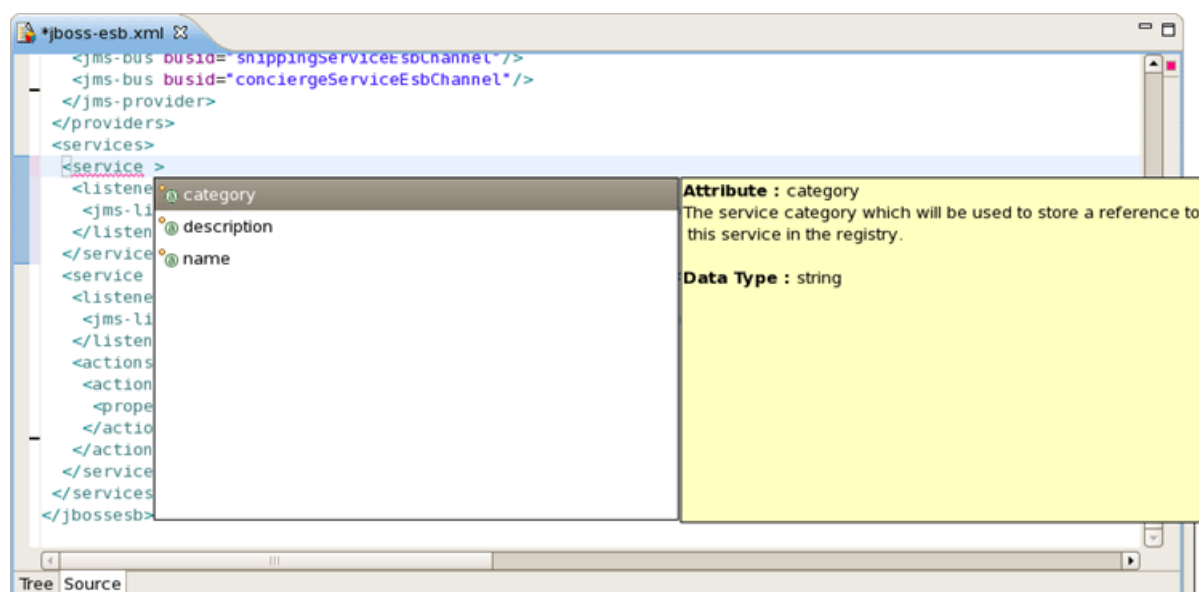 *jboss-esb.xml
<jms-bus busid="shippingServiceEsbChannel"/>
<jms-bus busid="conciergeServiceEsbChannel"/>
</jms-provider>
</providers>
<services>
<service >
<listene
<jms-li
</listen
</service
<service
<listene
<jms-li
</listen
<actions
<action
<prope
</actio
</action
</service
</services
</jbossesb>
category
description
name
Attribute : category
The service category which will be used to store a reference to
this service in the registry.
Data Type : string
Tree Source